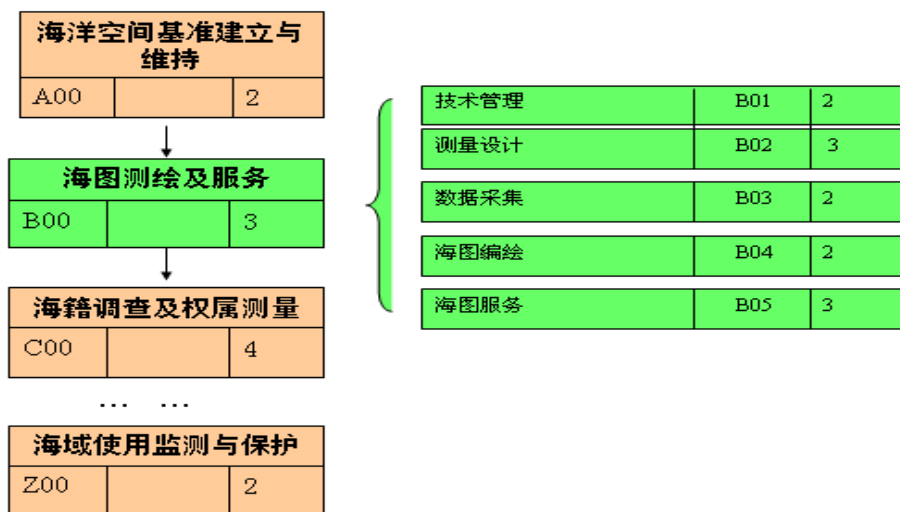 海洋空间基准建立与
维持
A00 2
海图测绘及服务
B00 3
海籍调查及权属测量
C00 4
… …
海域使用监测与保护
Z00 2
技术管理 B01 2
测量设计 B02 3
数据采集 B03 2
海图编绘 B04 2
海图服务 B05 3